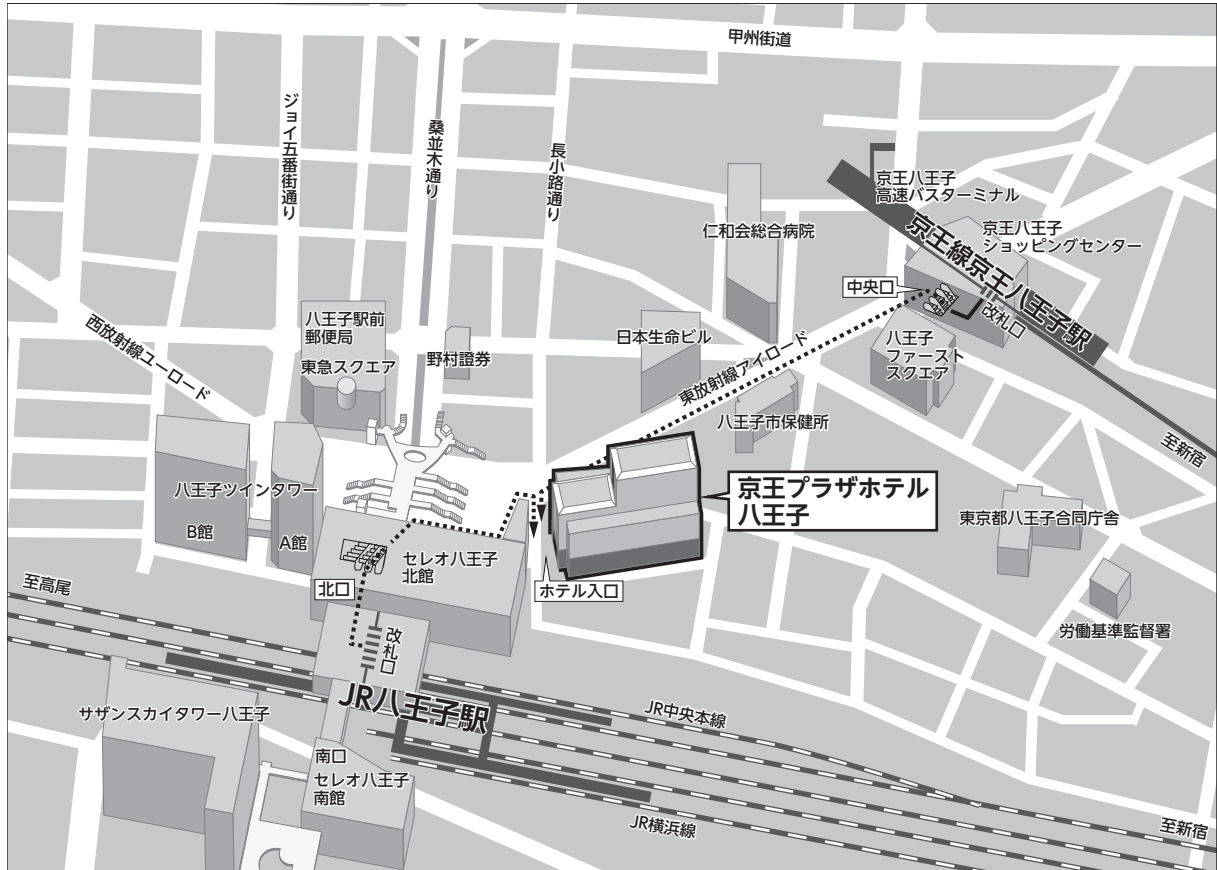 甲州街道
ジョイ五番街通り
桑並木通り
長小路通り
京王八王子
高速バスターミナル
仁和会総合病院
京王八王子
ショッピングセンター
京王線京王八王子駅
中央口
改札口
八王子駅前
郵便局
東急スクエア
野村證券
日本生命ビル
八王子
ファースト
スクエア
西放射線ユーロード
東放射線アイロード
八王子市保健所
至新宿
八王子ツインタワー
B館
A館
京王プラザホテル
八王子
東京都八王子合同庁舎
セレオ八王子
北館
至高尾
北口
ホテル入口
労働基準監督署
改札口
JR八王子駅
サザンスカイタワー八王子
JR中央本線
南口
セレオ八王子
南館
JR横浜線
至新宿